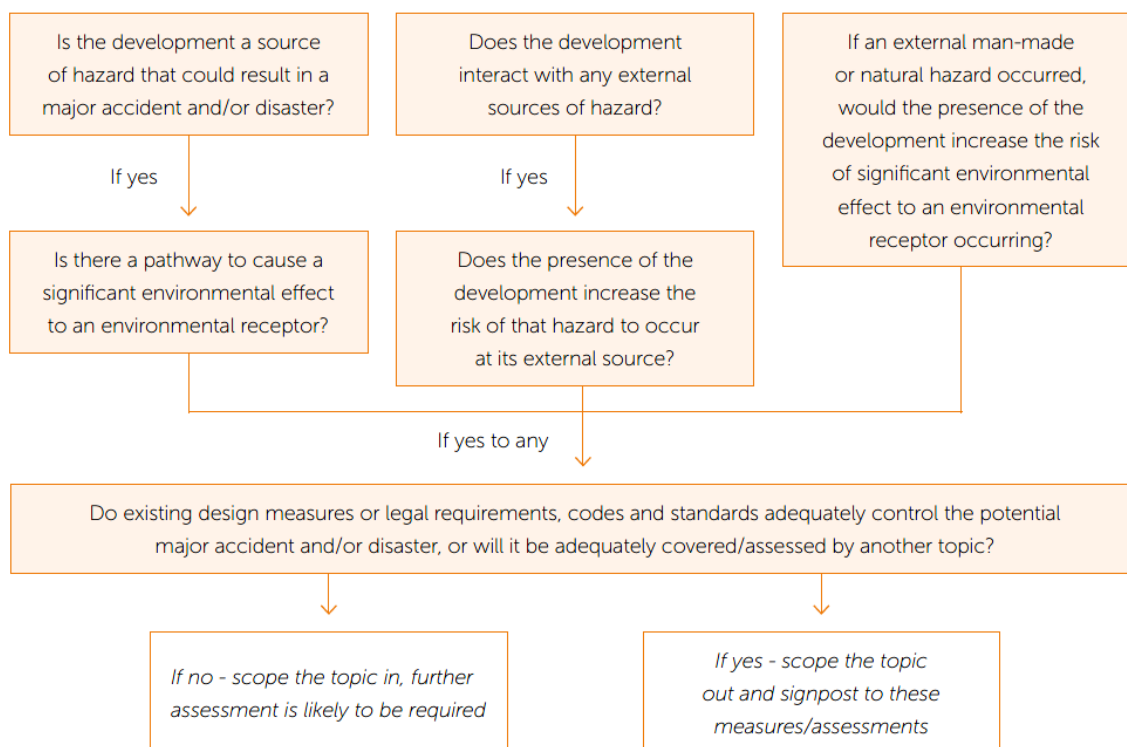 Is the development a source
of hazard that could result in a
major accident and/or disaster?
If yes
Is there a pathway to cause a
significant environmental effect
to an environmental receptor?
Does the development
interact with any external
sources of hazard?
If yes
Does the presence of the
development increase the
risk of that hazard to occur
at its external source?
If an external man-made
or natural hazard occurred,
would the presence of the
development increase the risk
of significant environmental
effect to an environmental
receptor occurring?
If yes to any
Do existing design measures or legal requirements, codes and standards adequately control the potential
major accident and/or disaster, or will it be adequately covered/assessed by another topic?
If no - scope the topic in, further
assessment is likely to be required
If yes - scope the topic
out and signpost to these
measures/assessments